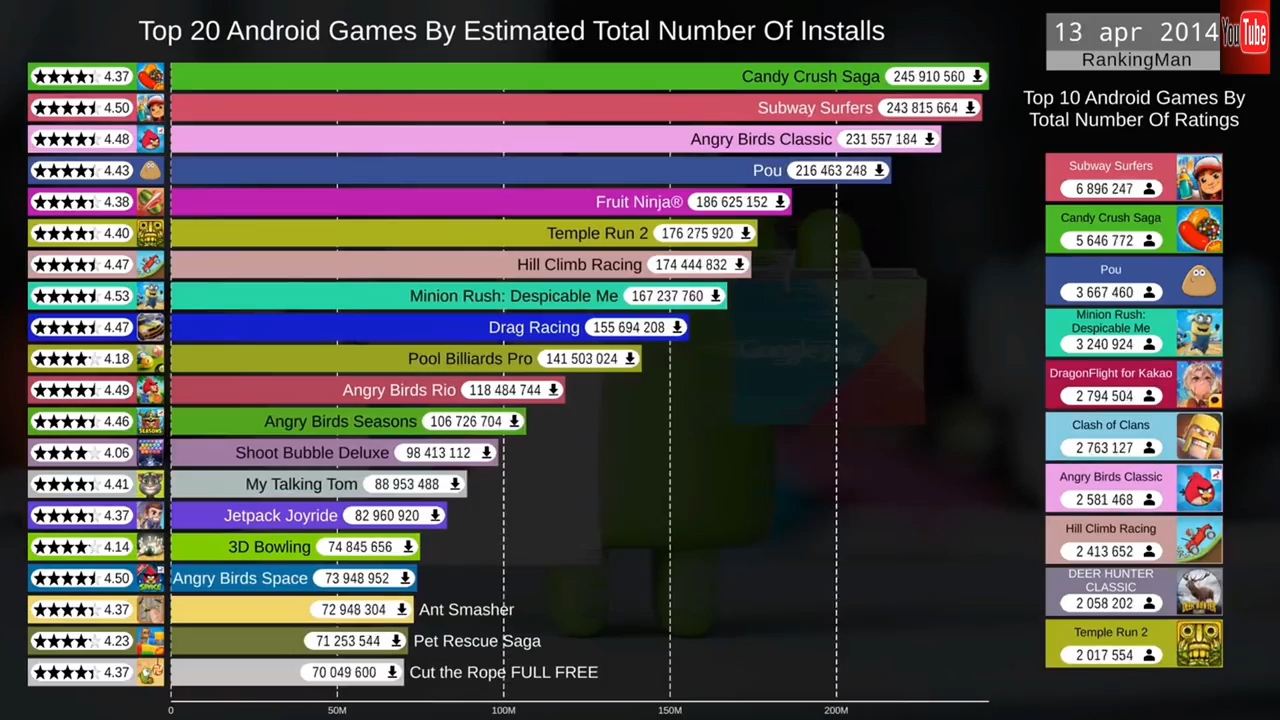 Top 20 Android Games By Estimated Total Number Of Installs
13 apr 2014
YouTube
RankingMan
4.37 Candy Crush Saga 245 910 560
4.50 Subway Surfers 243 815 664
4.48 Angry Birds Classic 231 557 184
4.43 Pou 216 463 248
4.38 Fruit Ninja® 186 625 152
4.40 Temple Run 2 176 275 920
4.47 Hill Climb Racing 174 444 832
4.53 Minion Rush: Despicable Me 167 237 760
4.47 Drag Racing 155 694 208
4.18 Pool Billiards Pro 141 503 024
4.49 Angry Birds Rio 118 484 744
4.46 Angry Birds Seasons 106 726 704
4.06 Shoot Bubble Deluxe 98 413 112
4.41 My Talking Tom 88 953 488
4.37 Jetpack Joyride 82 960 920
4.14 3D Bowling 74 845 656
4.50 Angry Birds Space 73 948 952
4.37 72 948 304 Ant Smasher
4.23 71 253 544 Pet Rescue Saga
4.37 70 049 600 Cut the Rope FULL FREE
0 50M 100M 150M 200M
Top 10 Android Games By
Total Number Of Ratings
Subway Surfers
6 896 247
Candy Crush Saga
5 646 772
Pou
3 667 460
Minion Rush:
Despicable Me
3 240 924
DragonFlight for Kakao
2 794 504
Clash of Clans
2 763 127
Angry Birds Classic
2 581 468
Hill Climb Racing
2 413 652
DEER HUNTER
CLASSIC
2 058 202
Temple Run 2
2 017 554